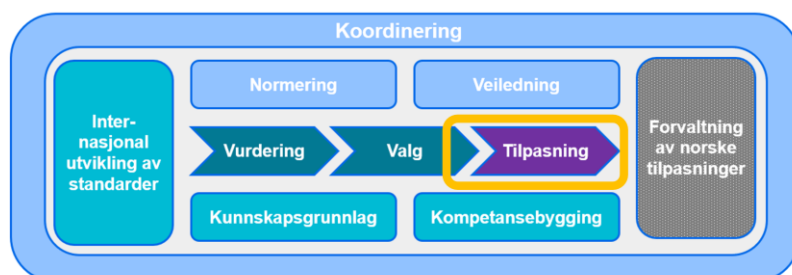 Koordinering
Inter-
nasjonal
utvikling av
standarder
Normering
Veiledning
Vurdering
Valg
Tilpasning
Kunnskapsgrunnlag
Kompetansebygging
Forvaltning
av norske
tilpasninger